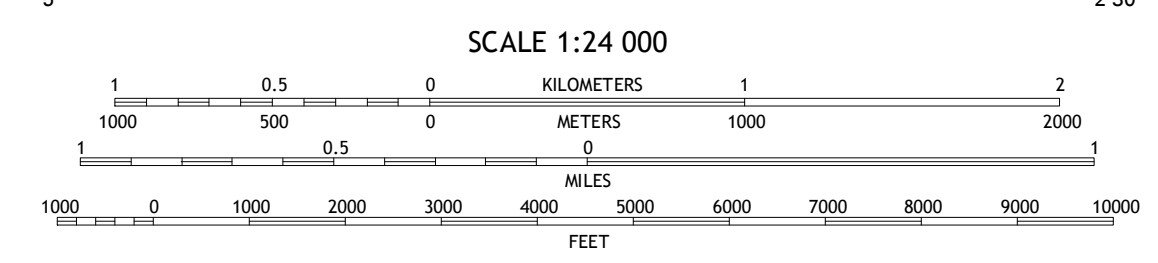 SCALE 1:24 000
1 0.5 0 KILOMETERS 1 2
1000 500 0 METERS 1000 2000
1 0.5 0 1
MILES
1000 0 1000 2000 3000 4000 5000 6000 7000 8000 9000 10000
FEET